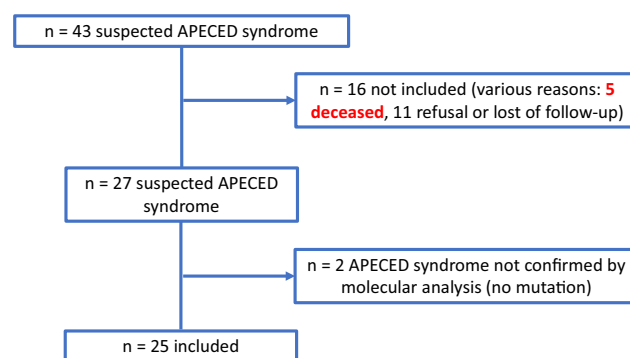 n = 43 suspected APECED syndrome
n = 16 not included (various reasons: 5
deceased, 11 refusal or lost of follow-up)
n = 27 suspected APECED
syndrome
n = 2 APECED syndrome not confirmed by
molecular analysis (no mutation)
n = 25 included